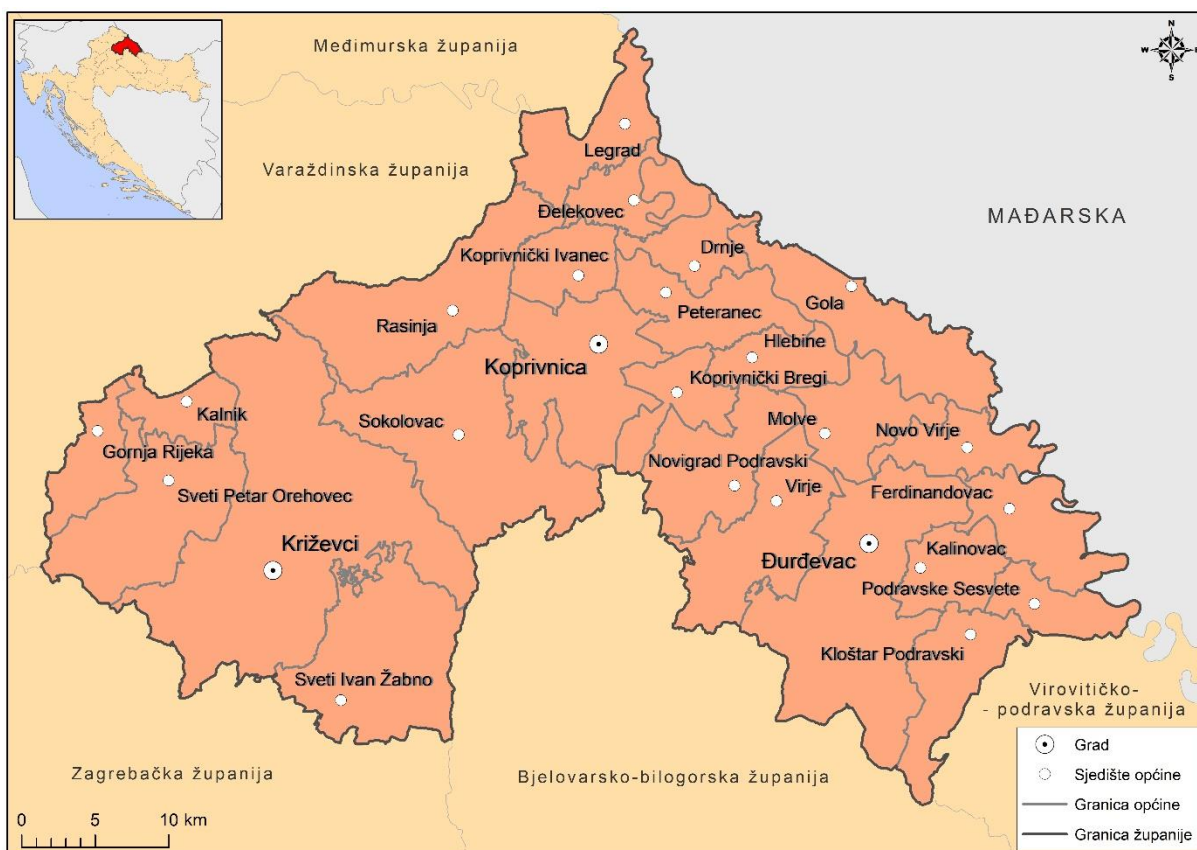 Međimurska županija
N
W
E
S
Legrad
Varaždinska županija
Đelekovec
MAĐARSKA
Drnje
Koprivnički Ivanec
Gola
Peteranec
Rasinja
Hlebine
Koprivnica
Koprivnički Bregi
Kalnik
Sokolovac
Molve
Novo Virje
Gornja Rijeka
Novigrad Podravski
Sveti Petar Orehovec
Virje
Ferdinandovac
Križevci
Kalinovac
Đurđevac
Podravske Sesvete
Kloštar Podravski
Sveti Ivan Žabno
Virovitičko-
- podravska županija
Zagrebačka županija
Bjelovarsko-bilogorska županija
Grad
Sjedište općine
Granica općine
Granica županije
0 5 10 km